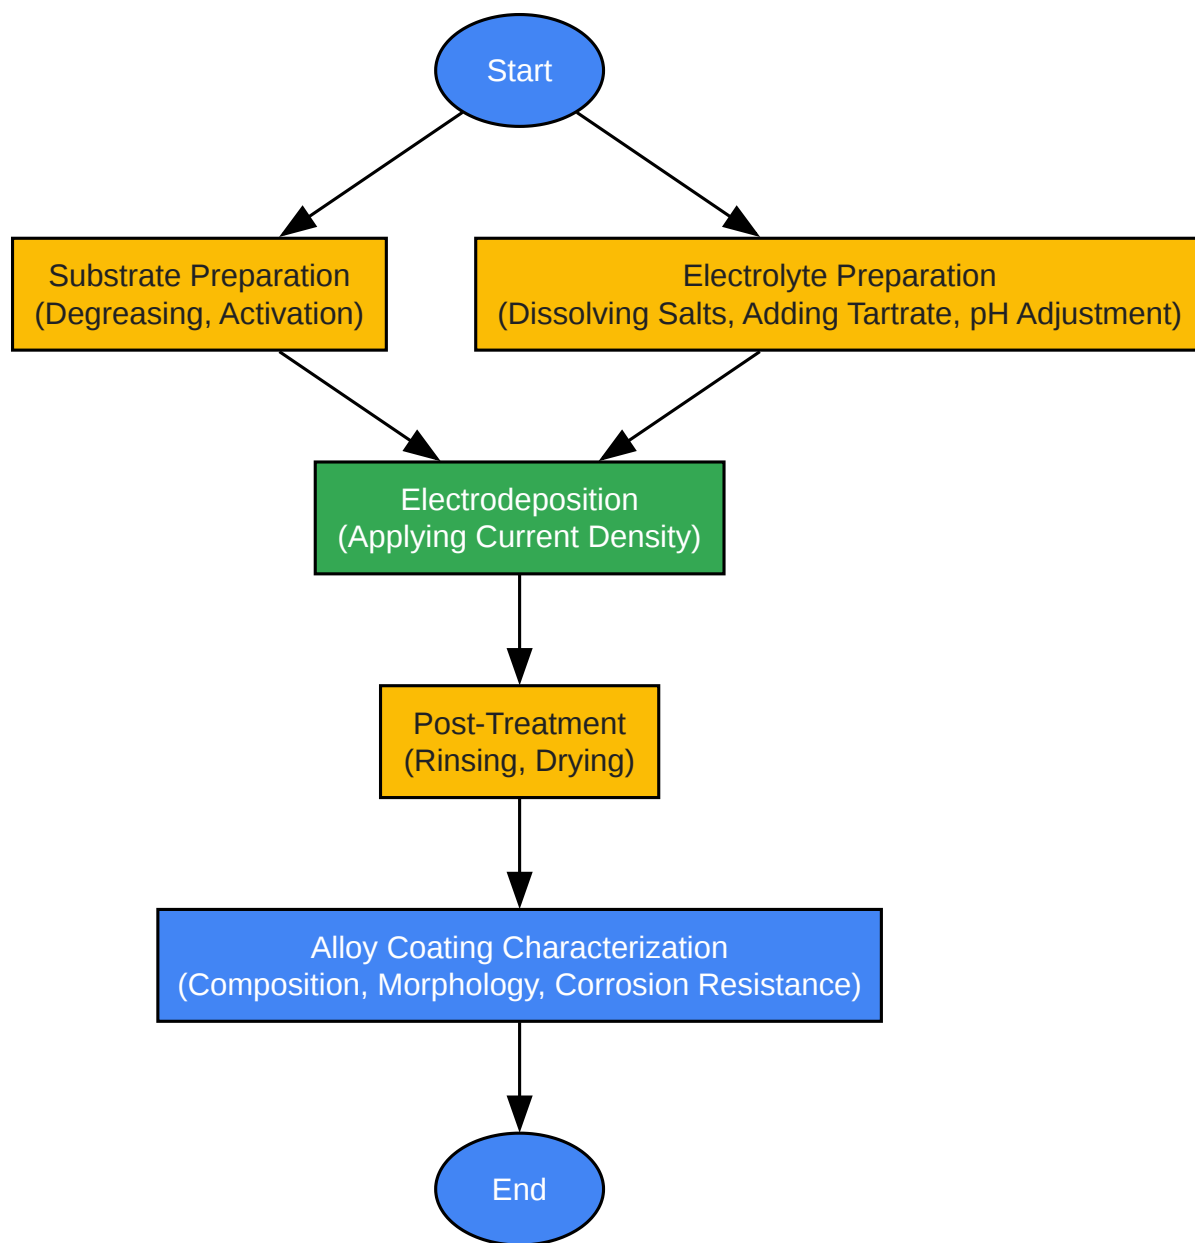 Start
Substrate Preparation
(Degreasing, Activation)
Electrolyte Preparation
(Dissolving Salts, Adding Tartrate, pH Adjustment)
Electrodeposition
(Applying Current Density)
Post-Treatment
(Rinsing, Drying)
Alloy Coating Characterization
(Composition, Morphology, Corrosion Resistance)
End